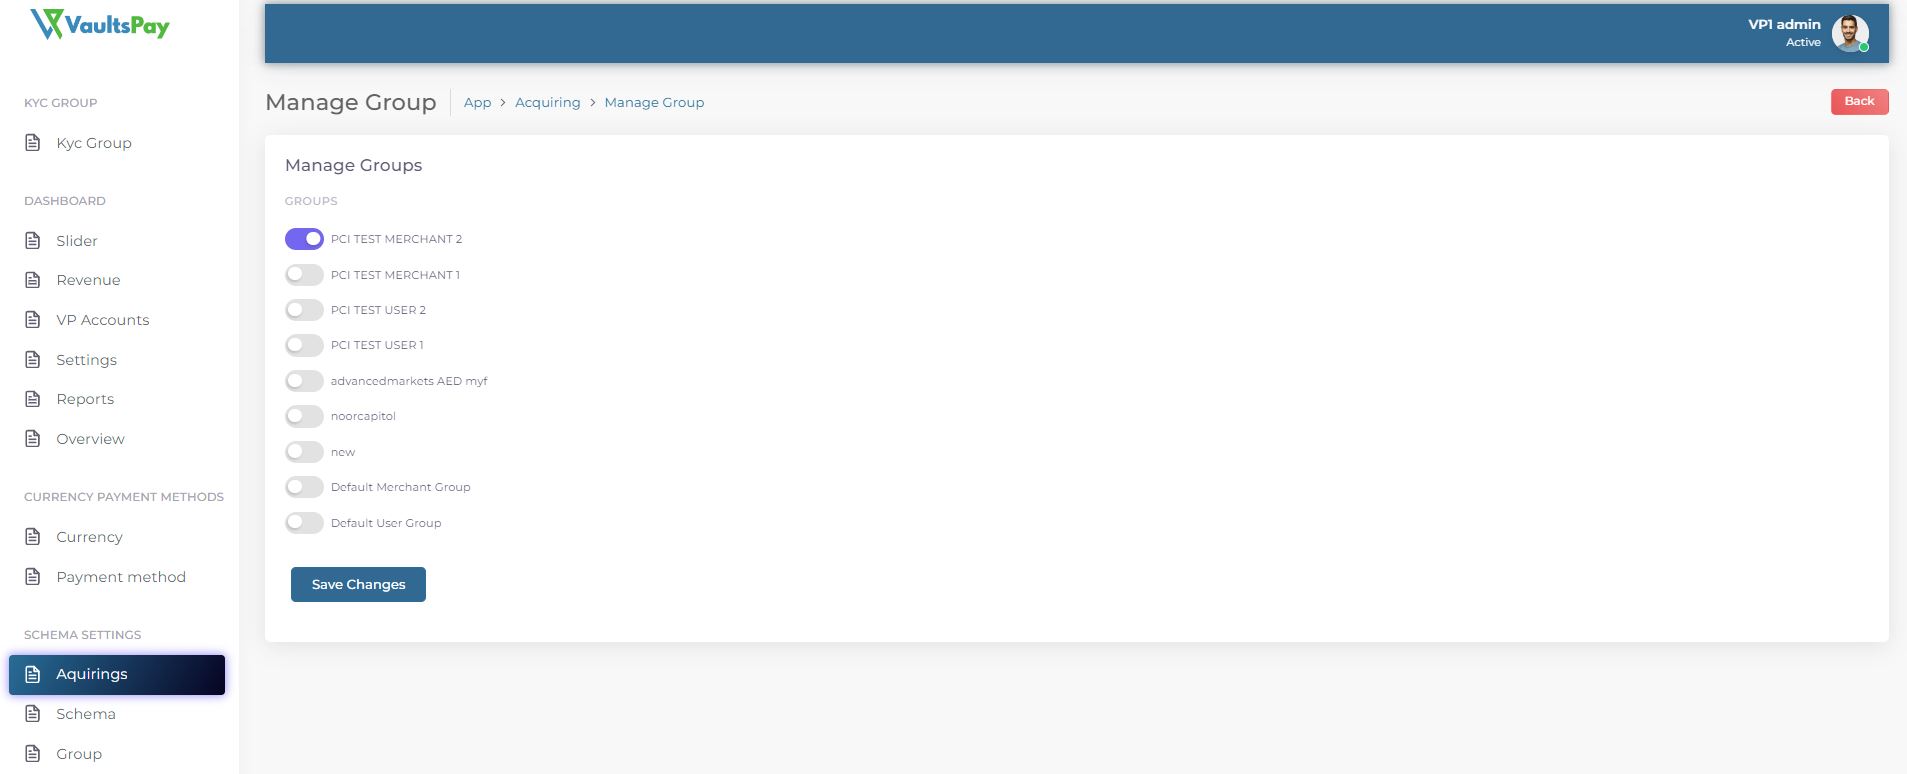 VaultsPay
VP1 admin
Active
KYC GROUP
Kyc Group
DASHBOARD
Slider
Revenue
VP Accounts
Settings
Reports
Overview
CURRENCY PAYMENT METHODS
Currency
Payment method
SCHEMA SETTINGS
Aquirings
Schema
Group
Manage Group
App > Acquiring > Manage Group
Back
Manage Groups
GROUPS
PCI TEST MERCHANT 2
PCI TEST MERCHANT 1
PCI TEST USER 2
PCI TEST USER 1
advancedmarkets AED myf
noorcapitol
new
Default Merchant Group
Default User Group
Save Changes